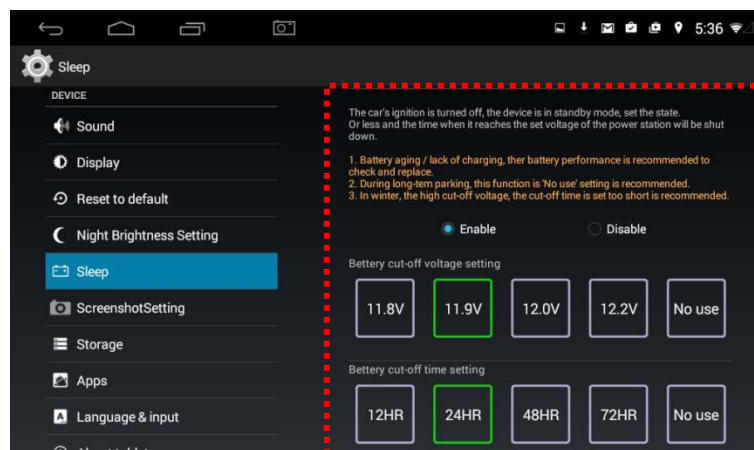 5:36
Sleep
DEVICE
Sound
Display
Reset to default
Night Brightness Setting
Sleep
ScreenshotSetting
Storage
Apps
Language & input
The car's ignition is turned off, the device is in standby mode, set the state.
Or less and the time when it reaches the set voltage of the power station will be shut
down.
1. Battery aging / lack of charging, ther battery performance is recommended to
check and replace.
2. During long-tem parking, this function is 'No use' setting is recommended.
3. In winter, the high cut-off voltage, the cut-off time is set too short is recommended.
Enable Disable
Bettery cut-off voltage setting
11.8V 11.9V 12.0V 12.2V No use
Bettery cut-off time setting
12HR 24HR 48HR 72HR No use